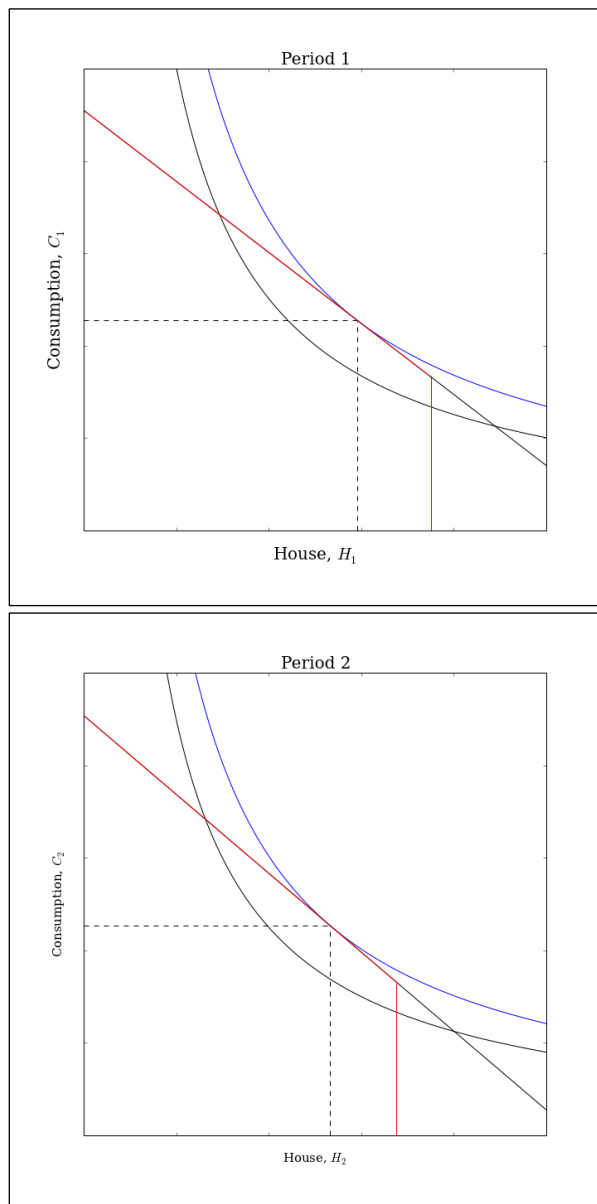 Period 1
Consumption, C₁
House, H₁
Period 2
Consumption, C₂
House, H₂